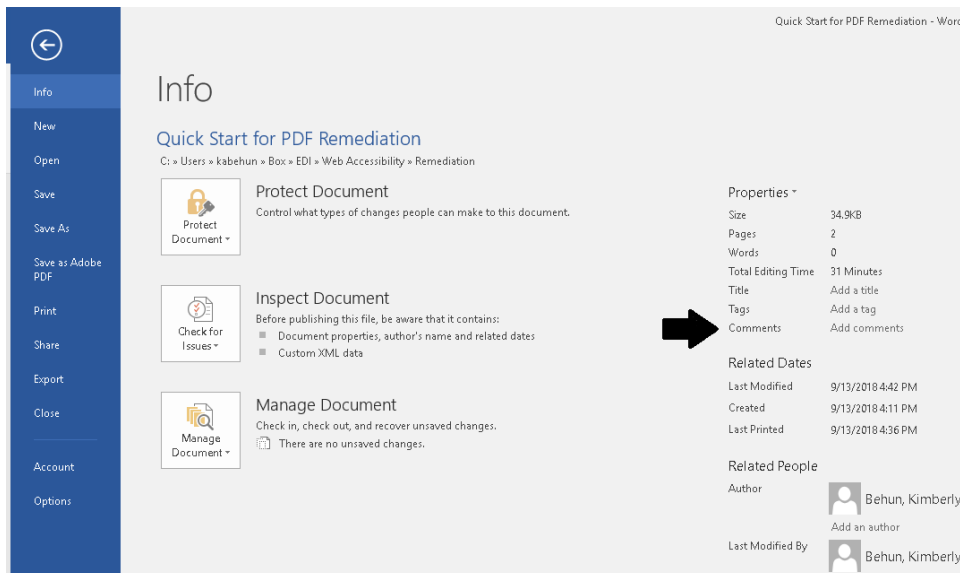 Quick Start for PDF Remediation - Word
Info
New
Open
Save
Save As
Save as Adobe
PDF
Print
Share
Export
Close
Account
Options
Info
Quick Start for PDF Remediation
C: » Users » kabehun » Box » EDI » Web Accessibility » Remediation
Protect
Document
Protect Document
Control what types of changes people can make to this document.
Check for
Issues
Inspect Document
Before publishing this file, be aware that it contains:
Document properties, author's name and related dates
Custom XML data
Manage
Document
Manage Document
Check in, check out, and recover unsaved changes.
There are no unsaved changes.
Properties
Size 34.9KB
Pages 2
Words 0
Total Editing Time 31 Minutes
Title Add a title
Tags Add a tag
Comments Add comments
Related Dates
Last Modified 9/13/2018 4:42 PM
Created 9/13/2018 4:11 PM
Last Printed 9/13/2018 4:36 PM
Related People
Author Behun, Kimberly
Add an author
Last Modified By Behun, Kimberly